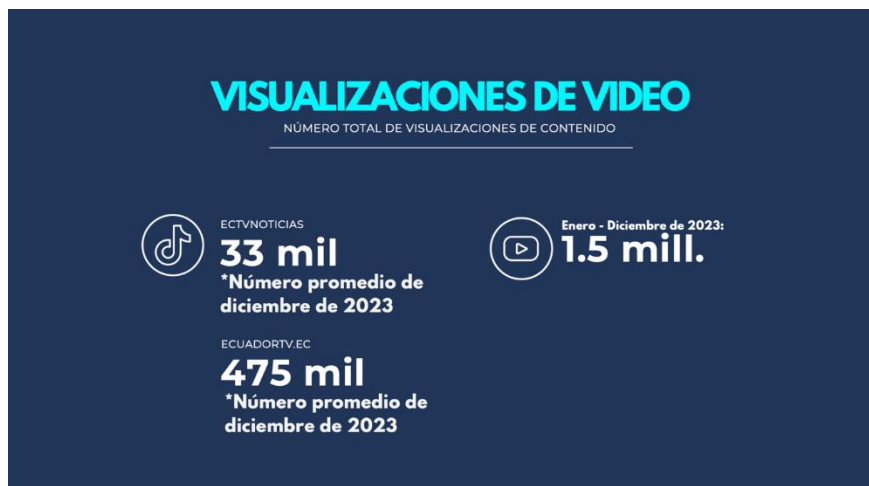 VISUALIZACIONES DE VIDEO
NÚMERO TOTAL DE VISUALIZACIONES DE CONTENIDO
ECTVNOTICIAS
33 mil
*Número promedio de
diciembre de 2023
ECUADORTV.EC
475 mil
*Número promedio de
diciembre de 2023
Enero - Diciembre de 2023:
1.5 mill.